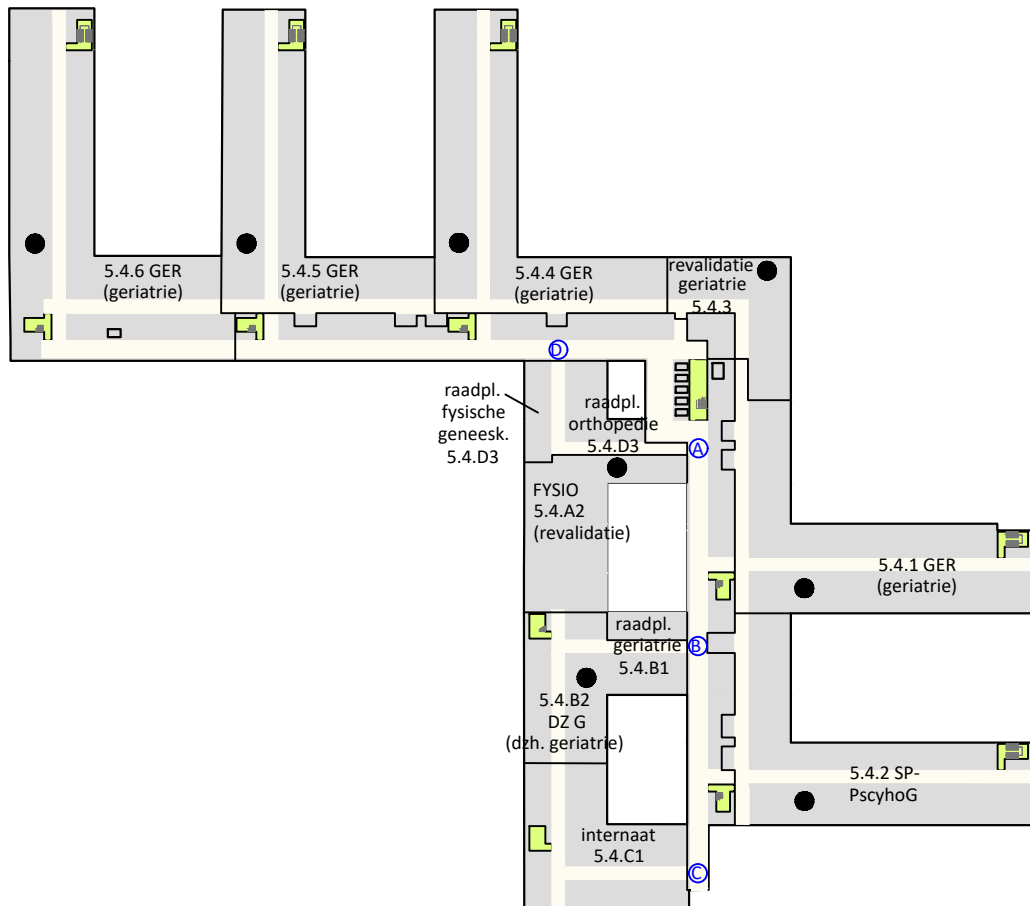 5.4.6 GER
(geriatrie)
5.4.5 GER
(geriatrie)
5.4.4 GER
(geriatrie)
revalidatie
geriatrie
5.4.3
D
raadpl.
fysische
geneesk.
5.4.D3
raadpl.
orthopedie
5.4.D3
A
FYSIO
5.4.A2
(revalidatie)
5.4.1 GER
(geriatrie)
raadpl.
geriatrie
5.4.B1
B
5.4.B2
DZ G
(dzh. geriatrie)
5.4.2 SP-
PscyhoG
internaat
5.4.C1
C